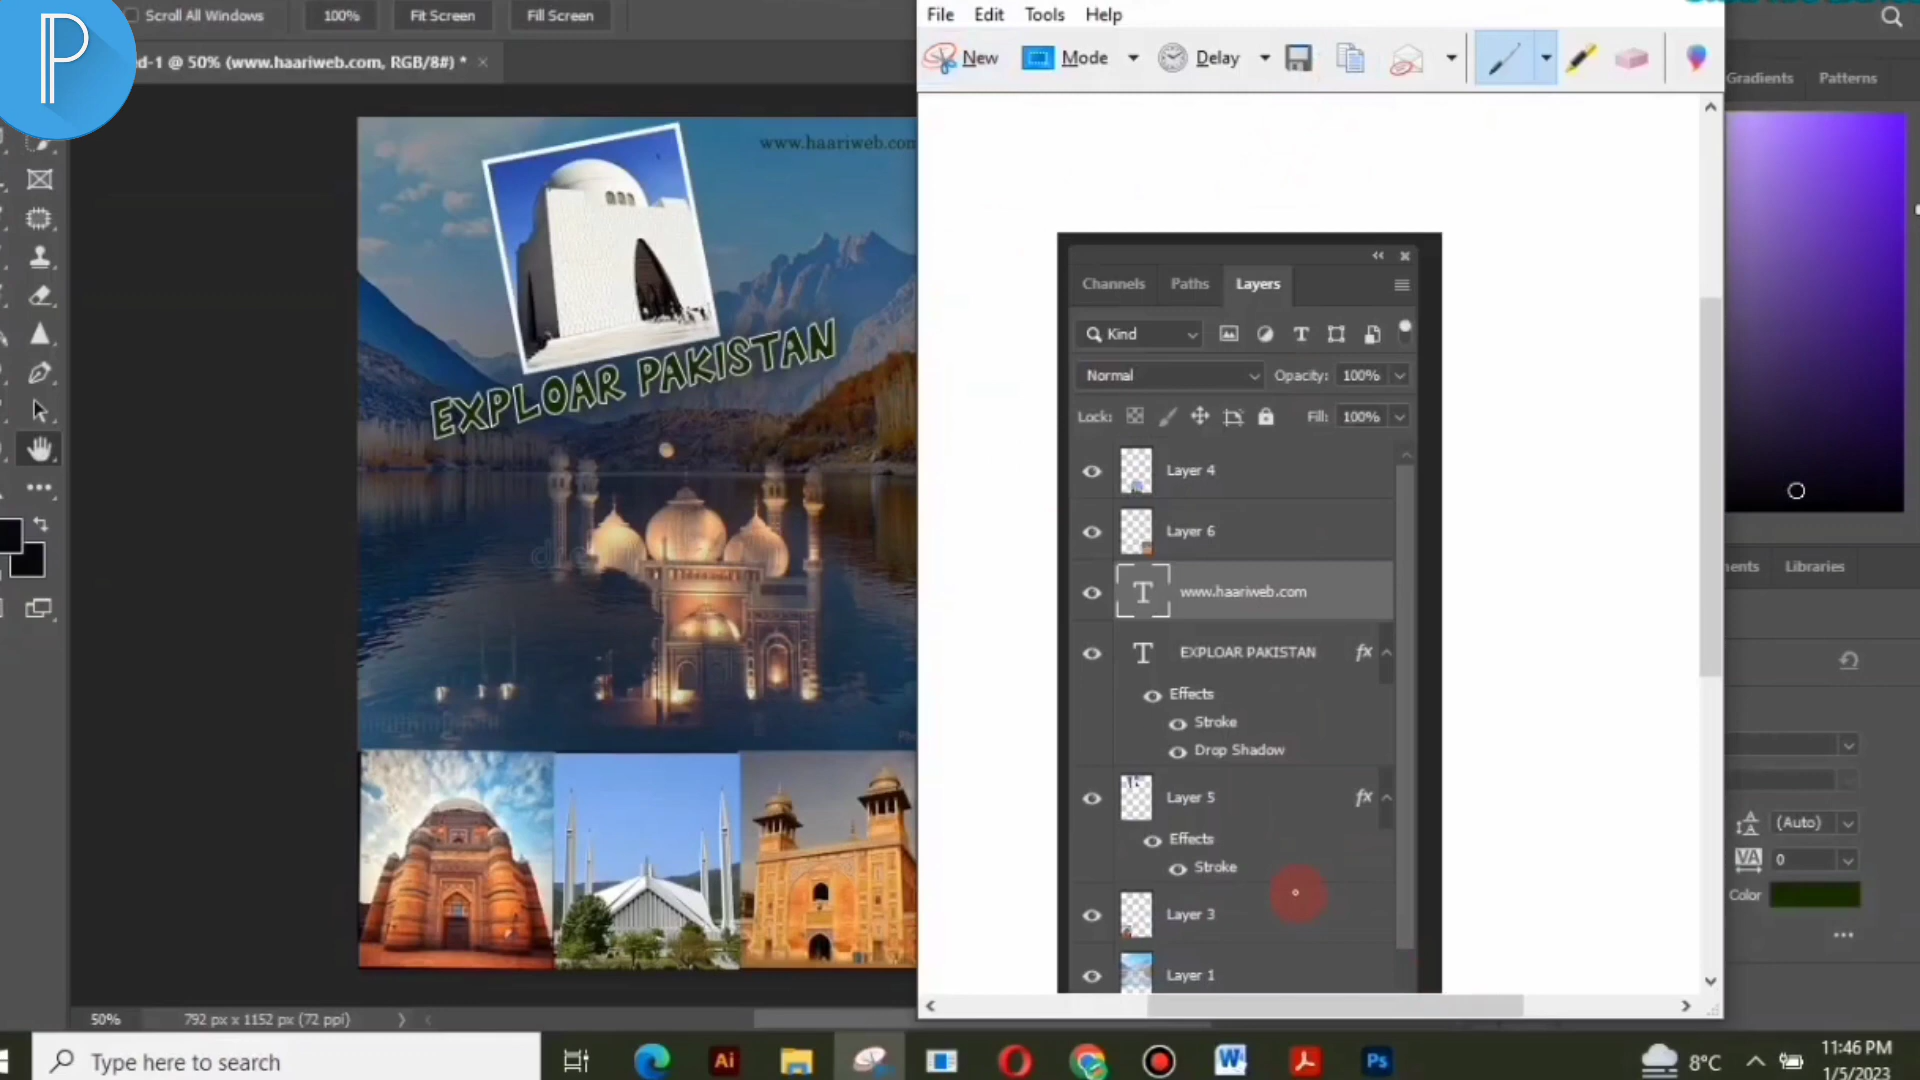 Scroll All Windows
100%
Fit Screen
Fill Screen
ed-1 @ 50% (www.haariweb.com, RGB/8#) *
File Edit Tools Help
New
Mode
Delay
Gradients
Patterns
www.haariweb.com
EXPLOAR PAKISTAN
Channels
Paths
Layers
Kind
Normal
Opacity: 100%
Lock:
Fill: 100%
Layer 4
Layer 6
T www.haariweb.com
T EXPLOAR PAKISTAN fx
Effects
Stroke
Drop Shadow
Layer 5 fx
Effects
Stroke
Layer 3
Layer 1
Libraries
(Auto)
VA 0
Color
50%
792 px x 1152 px (72 ppi)
Type here to search
Ai
W
Ps
8°C
11:46 PM
1/5/2023